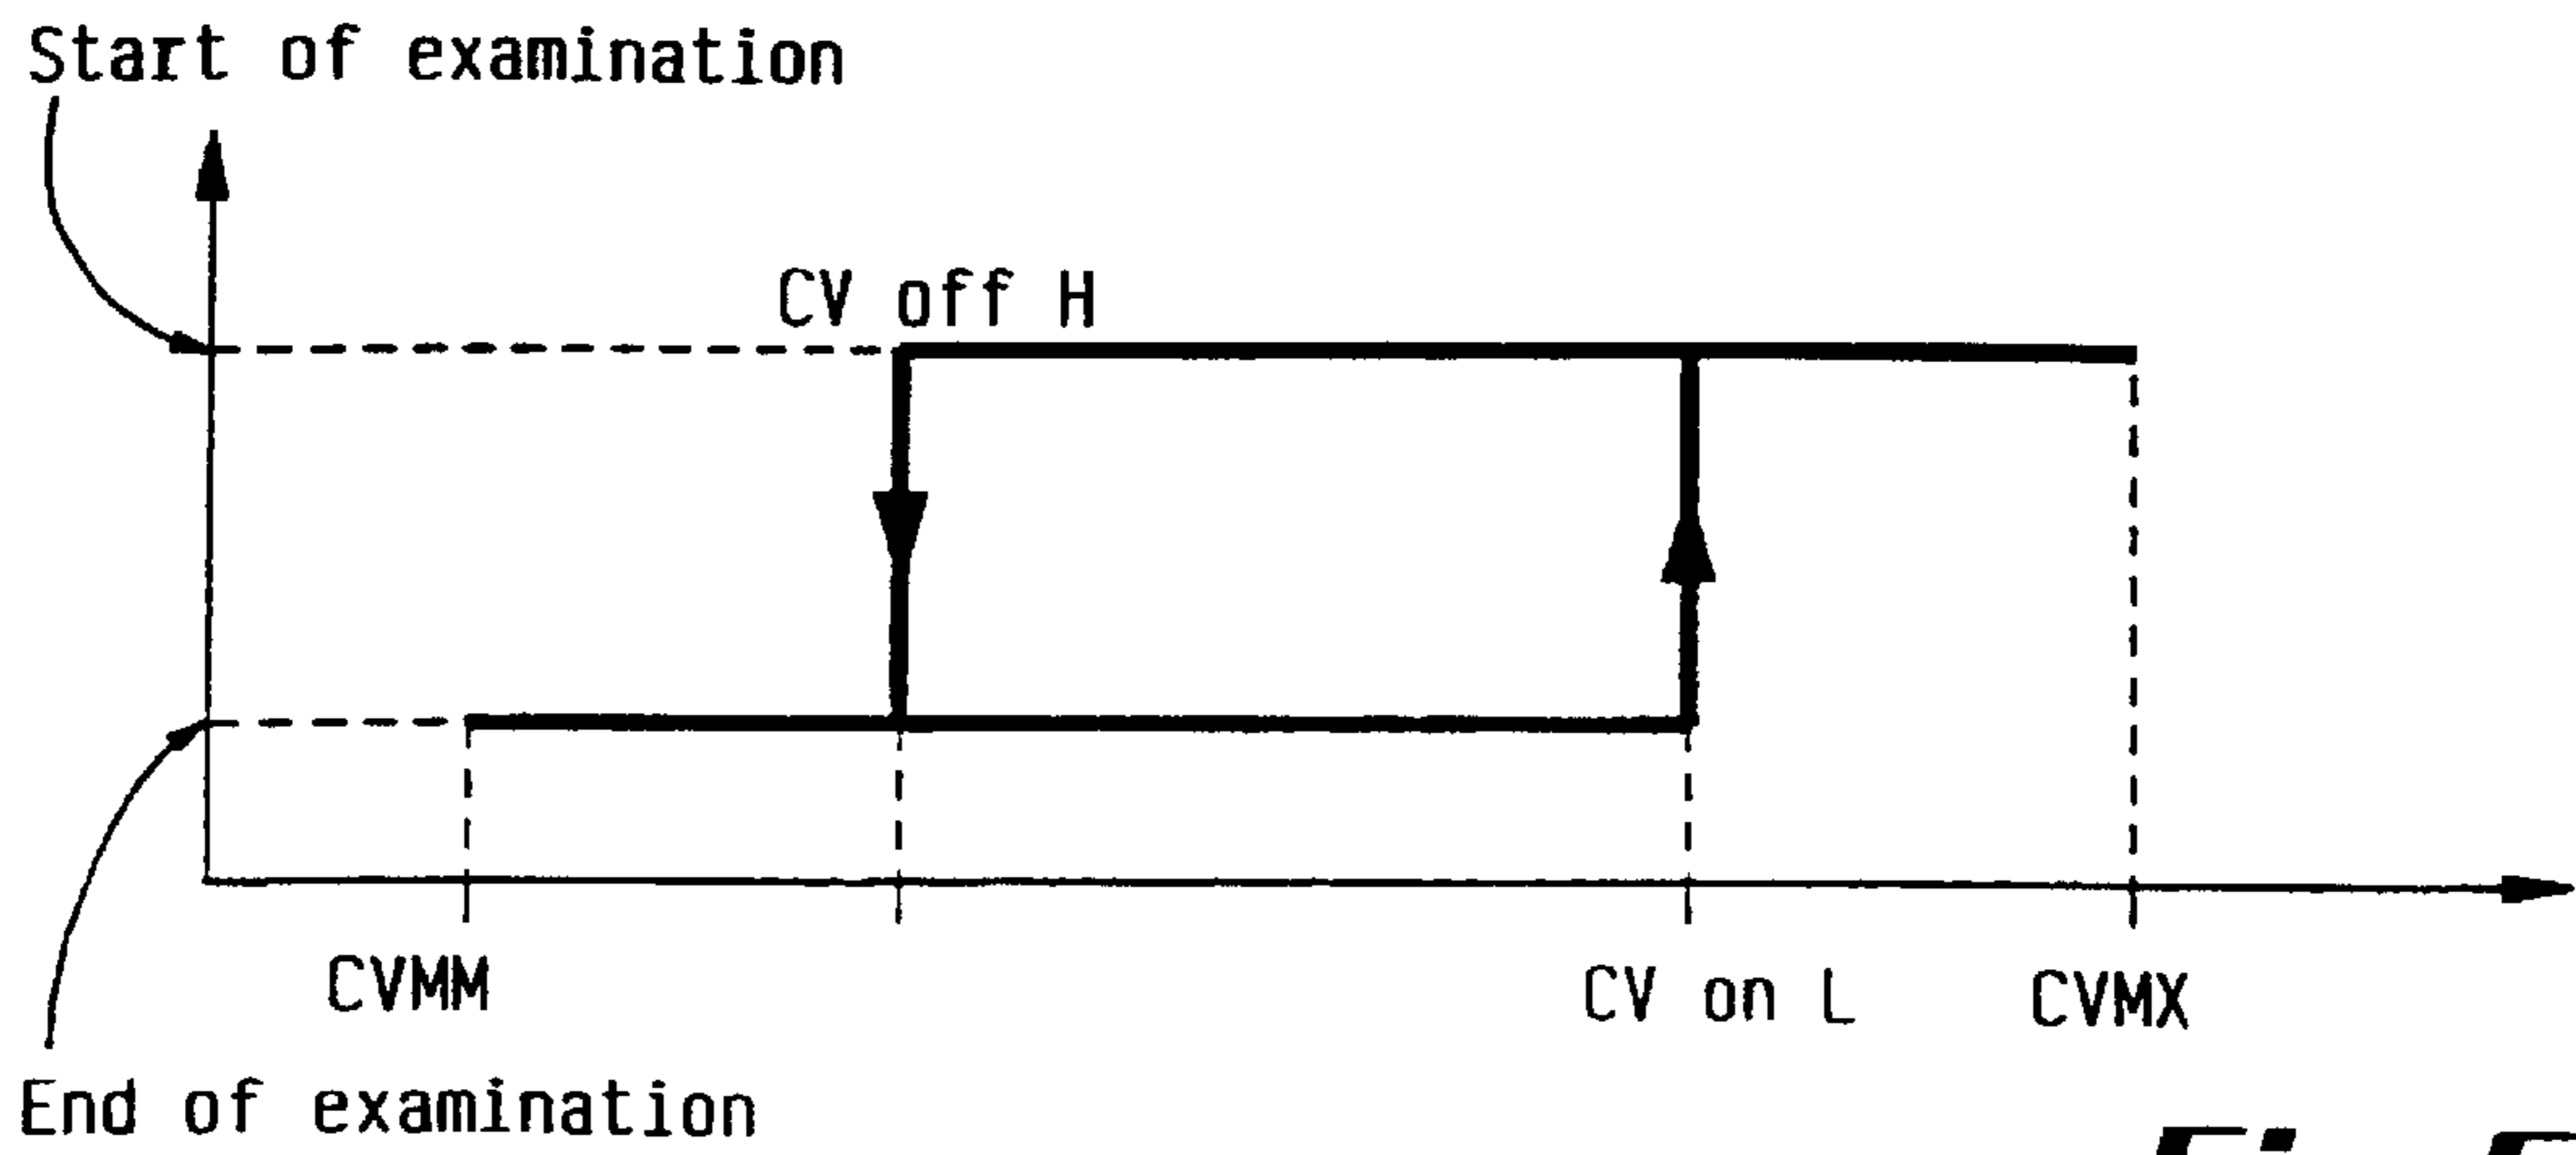 Start of examination
CV off H
CVMM
CV on L
CVMX
End of examination